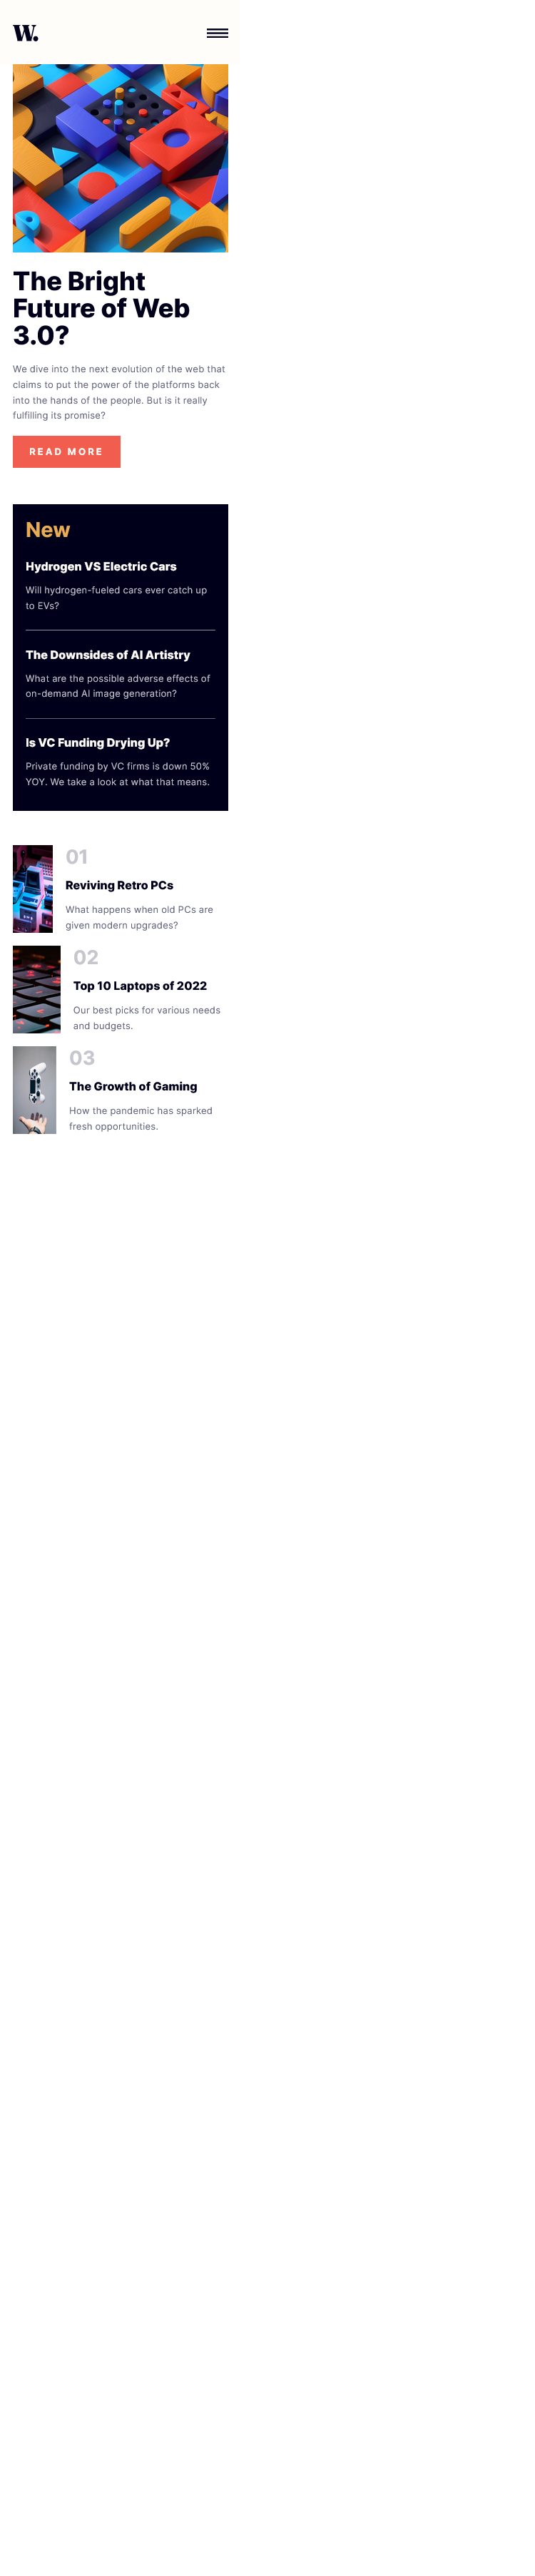 W.
The Bright
Future of Web
3.0?
We dive into the next evolution of the web that
claims to put the power of the platforms back
into the hands of the people. But is it really
fulfilling its promise?
READ MORE
New
Hydrogen VS Electric Cars
Will hydrogen-fueled cars ever catch up
to EVs?
The Downsides of AI Artistry
What are the possible adverse effects of
on-demand AI image generation?
Is VC Funding Drying Up?
Private funding by VC firms is down 50%
YOY. We take a look at what that means.
01
Reviving Retro PCs
What happens when old PCs are
given modern upgrades?
02
Top 10 Laptops of 2022
Our best picks for various needs
and budgets.
03
The Growth of Gaming
How the pandemic has sparked
fresh opportunities.